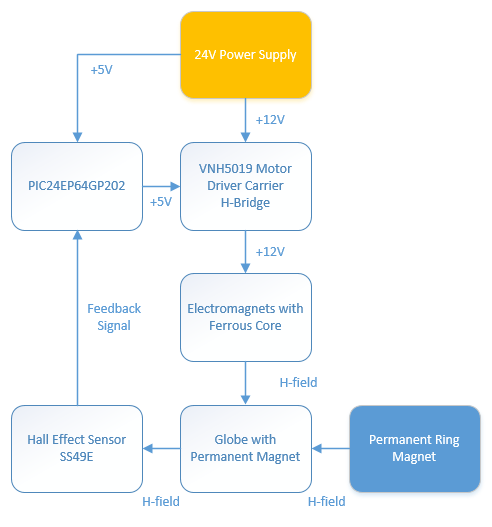 24V Power Supply
+5V
+12V
PIC24EP64GP202
+5V
VNH5019 Motor
Driver Carrier
H-Bridge
+12V
Electromagnets with
Ferrous Core
Feedback
Signal
H-field
Hall Effect Sensor
SS49E
Globe with
Permanent Magnet
Permanent Ring
Magnet
H-field
H-field